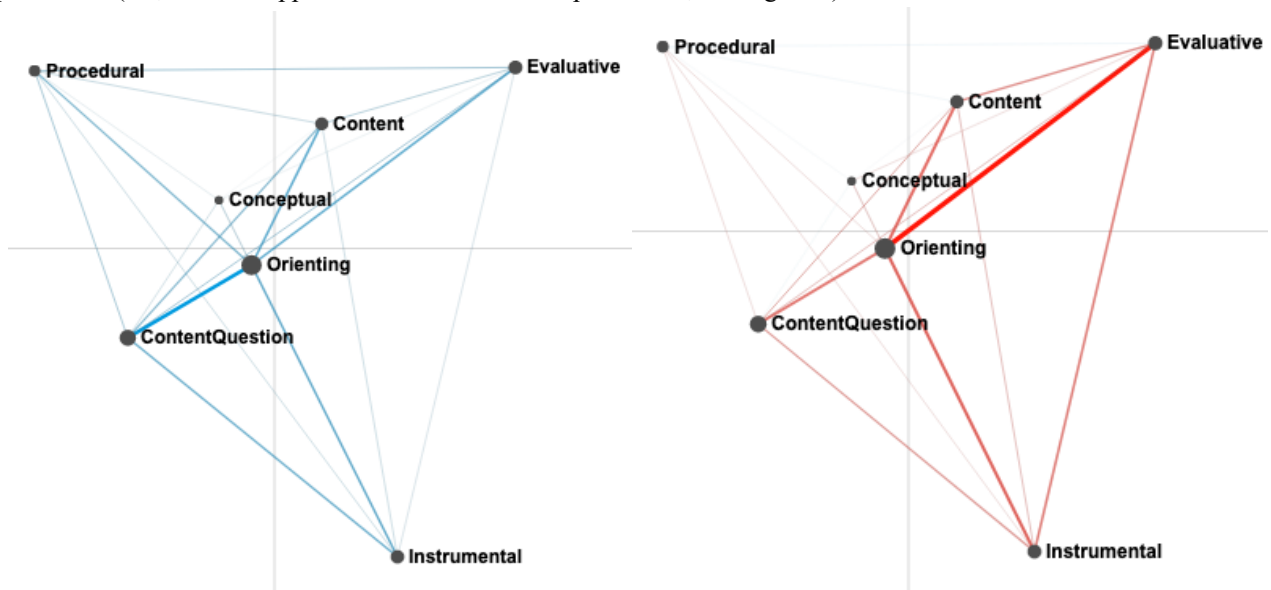 Procedural
Evaluative
Content
Conceptual
Orienting
ContentQuestion
Instrumental
Procedural
Evaluative
Content
Conceptual
Orienting
ContentQuestion
Instrumental